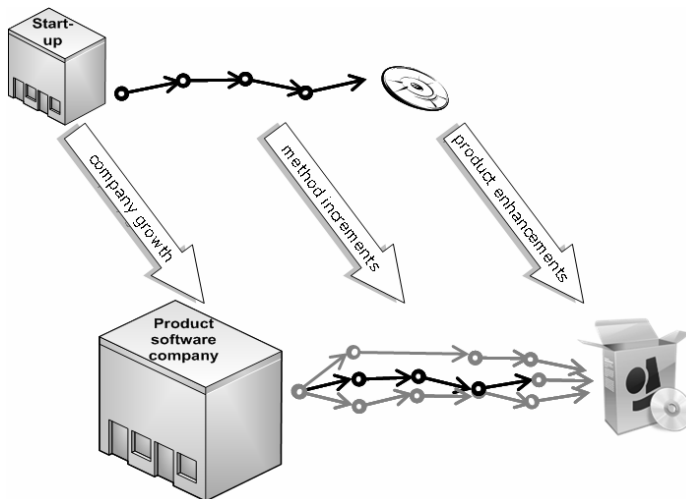 Start-
up
company growth
method increments
product enhancements
Product
software
company